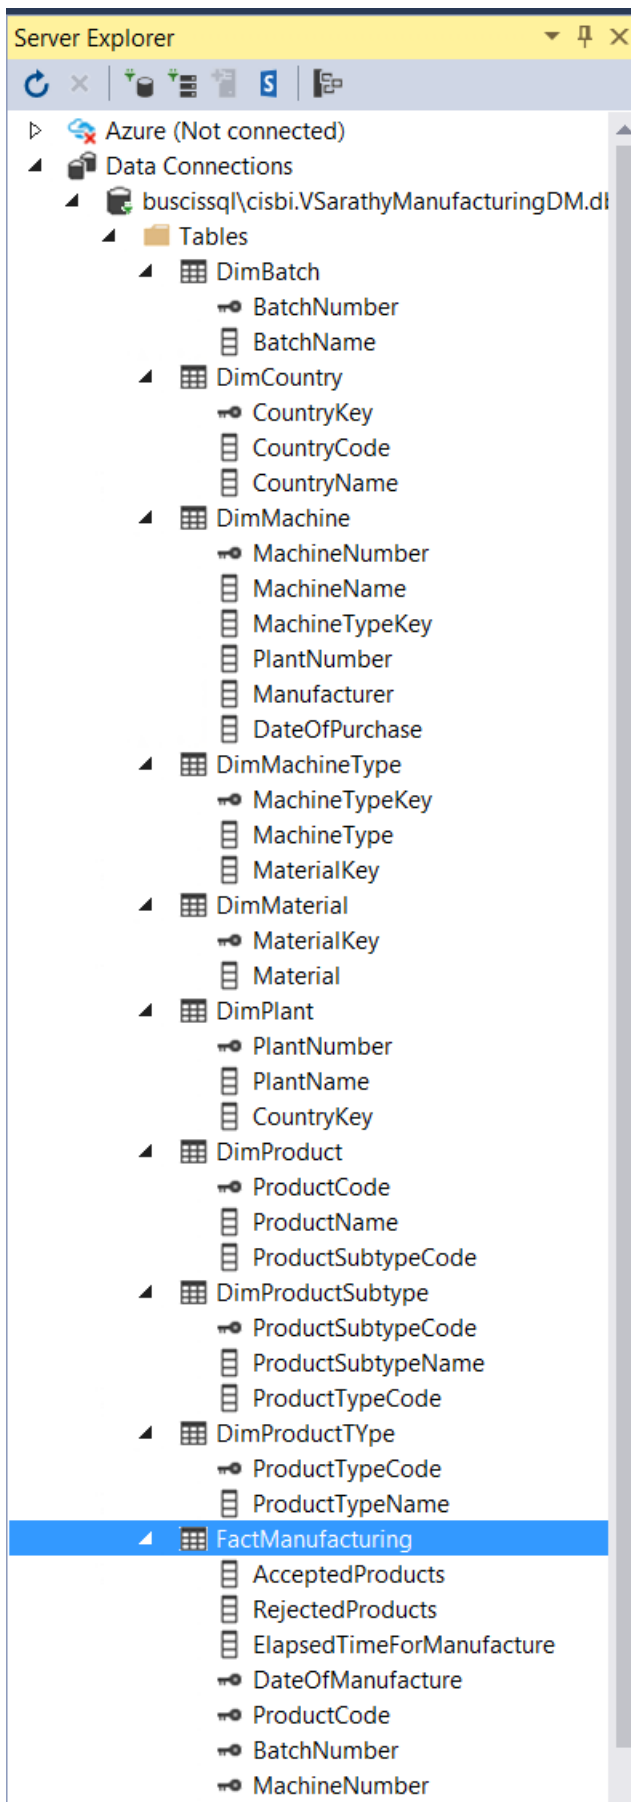 Server Explorer
Azure (Not connected)
Data Connections
buscissql\cisbi.VSarathyManufacturingDM.d
Tables
DimBatch
BatchNumber
BatchName
DimCountry
CountryKey
CountryCode
CountryName
DimMachine
MachineNumber
MachineName
MachineTypeKey
PlantNumber
Manufacturer
DateOfPurchase
DimMachineType
MachineTypeKey
MachineType
MaterialKey
DimMaterial
MaterialKey
Material
DimPlant
PlantNumber
PlantName
CountryKey
DimProduct
ProductCode
ProductName
ProductSubtypeCode
DimProductSubtype
ProductSubtypeCode
ProductSubtypeName
ProductTypeCode
DimProductTYpe
ProductTypeCode
ProductTypeName
FactManufacturing
AcceptedProducts
RejectedProducts
ElapsedTimeForManufacture
DateOfManufacture
ProductCode
BatchNumber
MachineNumber